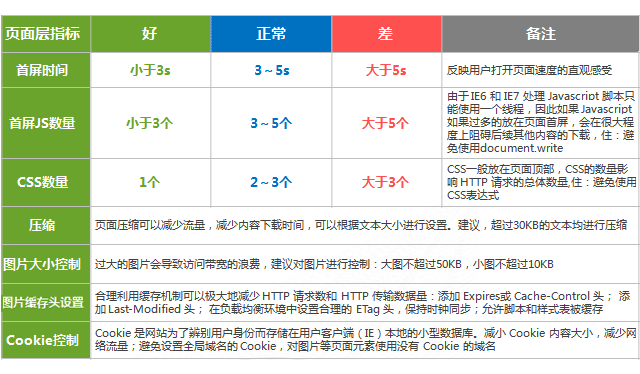 页面层指标 好 正常 差 备注
首屏时间 小于3s 3～5s 大于5s 反映用户打开页面速度的直观感受
首屏JS数量 小于3个 3～5个 大于5个 由于IE6 和 IE7 处理 Javascript 脚本只
能使用一个线程，因此如果 Javascript
如果过多的放在页面首屏，会在很大程
度上阻碍后续其他内容的下载，住：避
免使用document.write
CSS数量 1个 2～3个 大于3个 CSS一般放在页面顶部，CSS的数量影
响 HTTP 请求的总体数量,住：避免使用
CSS表达式
压缩 页面压缩可以减少流量，减少内容下载时间，可以根据文本大小进行设置。建议，超过30KB的文本均进行压缩
图片大小控制 过大的图片会导致访问带宽的浪费，建议对图片进行控制：大图不超过50KB，小图不超过10KB
图片缓存头设置 合理利用缓存机制可以极大地减少HTTP 请求数和 HTTP 传输数据量：添加 Expires或 Cache-Control 头； 添
加Last-Modified 头； 在负载均衡环境中设置合理的 ETag 头，保持时钟同步；允许脚本和样式表被缓存
Cookie控制 Cookie 是网站为了辨别用户身份而存储在用户客户端（IE）本地的小型数据库。减小 Cookie 内容大小，减少网
络流量；避免设置全局域名的Cookie，对图片等页面元素使用没有 Cookie 的域名